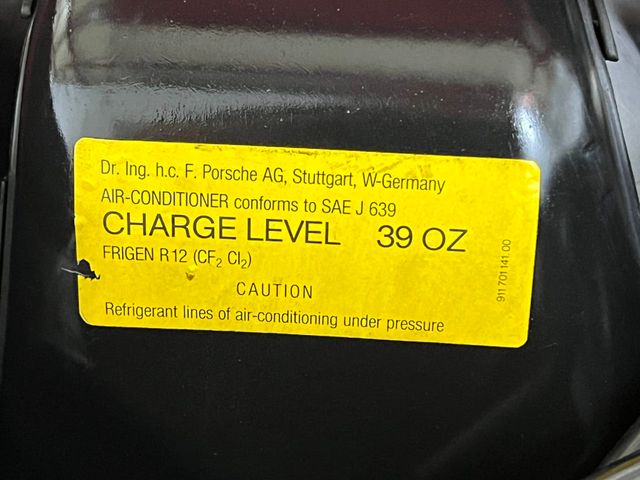 Dr. Ing. h.c. F. Porsche AG, Stuttgart, W-Germany
AIR-CONDITIONER conforms to SAE J 639
CHARGE LEVEL 39 OZ
FRIGEN R12 (CF₂ Cl₂)
CAUTION
Refrigerant lines of air-conditioning under pressure
911 701 141 00